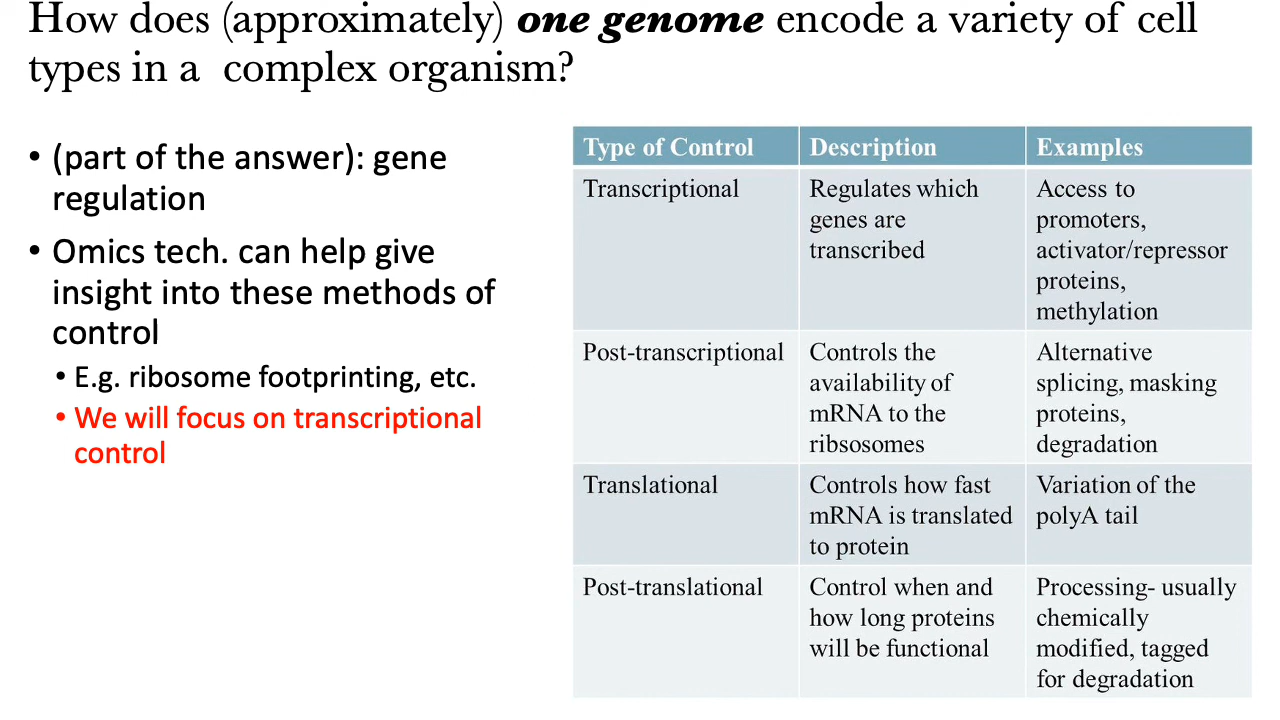 How does (approximately) one genome encode a variety of cell
types in a complex organism?
• (part of the answer): gene
regulation
• Omics tech. can help give
insight into these methods of
control
• E.g. ribosome footprinting, etc.
• We will focus on transcriptional
control
Type of Control
Description
Examples
Transcriptional
Regulates which
genes are
transcribed
Access to
promoters,
activator/repressor
proteins,
methylation
Post-transcriptional
Controls the
availability of
mRNA to the
ribsosomes
Alternative
splicing, masking
proteins,
degradation
Translational
Controls how fast
mRNA is translated
to protein
Variation of the
polyA tail
Post-translational
Control when and
how long proteins
will be functional
Processing- usually
chemically
modified, tagged
for degradation